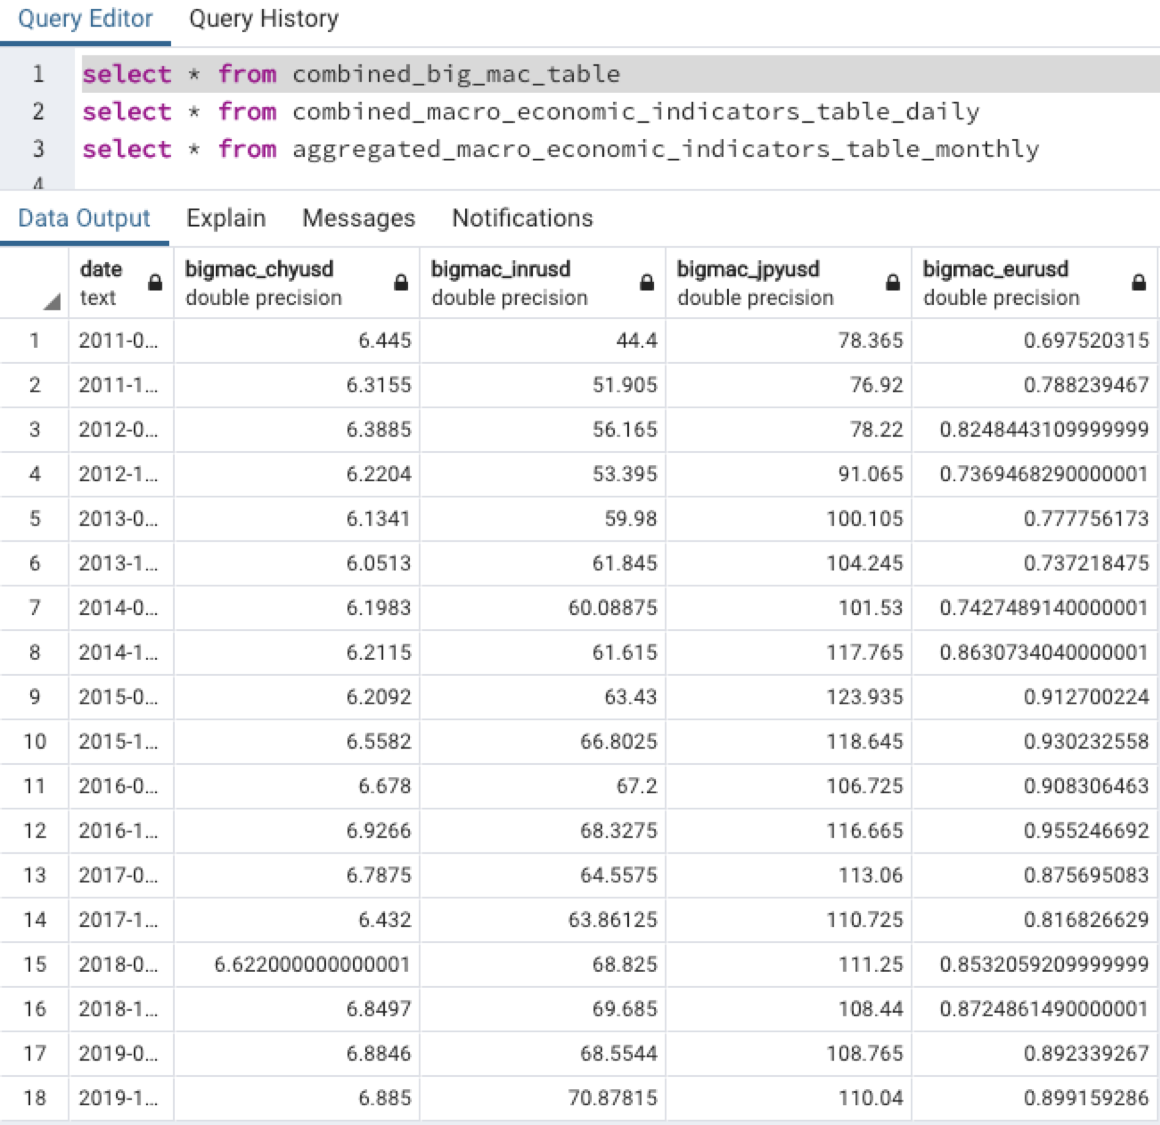 Query Editor Query History
1 select * from combined_big_mac_table
2 select * from combined_macro_economic_indicators_table_daily
3 select * from aggregated_macro_economic_indicators_table_monthly
4
Data Output Explain Messages Notifications
date bigmac_chyusd bigmac_inrusd bigmac_jpyusd bigmac_eurusd
text double precision double precision double precision double precision
1 2011-0... 6.445 44.4 78.365 0.697520315
2 2011-1... 6.3155 51.905 76.92 0.788239467
3 2012-0... 6.3885 56.165 78.22 0.8248443109999999
4 2012-1... 6.2204 53.395 91.065 0.7369468290000001
5 2013-0... 6.1341 59.98 100.105 0.777756173
6 2013-1... 6.0513 61.845 104.245 0.737218475
7 2014-0... 6.1983 60.08875 101.53 0.7427489140000001
8 2014-1... 6.2115 61.615 117.765 0.8630734040000001
9 2015-0... 6.2092 63.43 123.935 0.912700224
10 2015-1... 6.5582 66.8025 118.645 0.930232558
11 2016-0... 6.678 67.2 106.725 0.908306463
12 2016-1... 6.9266 68.3275 116.665 0.955246692
13 2017-0... 6.7875 64.5575 113.06 0.875695083
14 2017-1... 6.432 63.86125 110.725 0.816826629
15 2018-0... 6.622000000000001 68.825 111.25 0.8532059209999999
16 2018-1... 6.8497 69.685 108.44 0.8724861490000001
17 2019-0... 6.8846 68.5544 108.765 0.892339267
18 2019-1... 6.885 70.87815 110.04 0.899159286